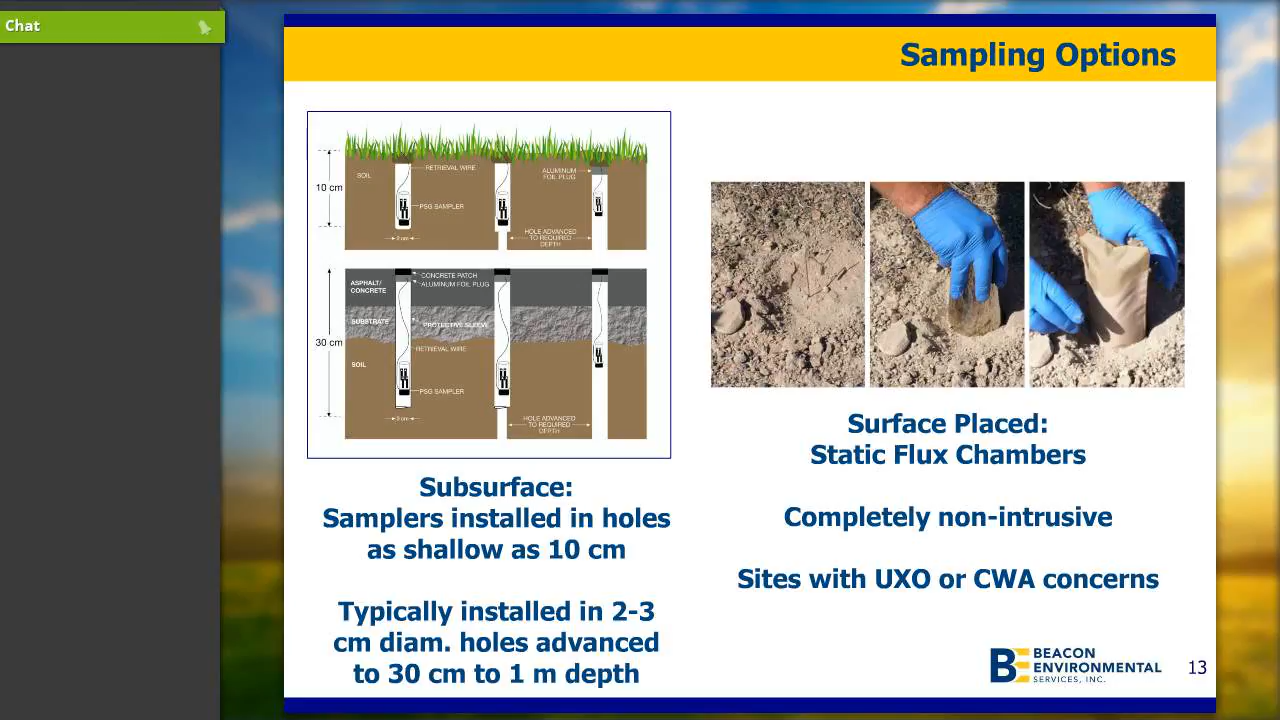 Chat
Sampling Options
10 cm
SOIL
RETRIEVAL WIRE
PSG SAMPLER
2 cm
ALUMINUM
FOIL PLUG
HOLE ADVANCED
TO REQUIRED
DEPTH
30 cm
ASPHALT/
CONCRETE
CONCRETE PATCH
ALUMINUM FOIL PLUG
SUBSTRATE
PROTECTIVE SLEEVE
RETRIEVAL WIRE
SOIL
PSG SAMPLER
HOLE ADVANCED
TO REQUIRED
DEPTH
Subsurface:
Samplers installed in holes
as shallow as 10 cm
Typically installed in 2-3
cm diam. holes advanced
to 30 cm to 1 m depth
Surface Placed:
Static Flux Chambers
Completely non-intrusive
Sites with UXO or CWA concerns
BEACON
ENVIRONMENTAL
SERVICES, INC.
13